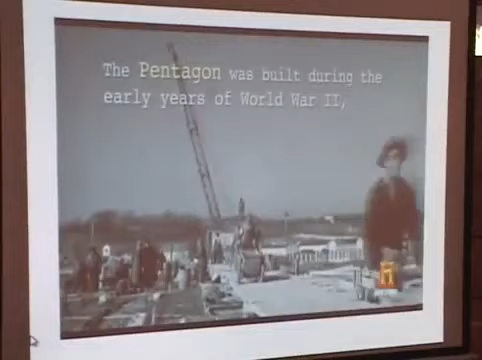 The Pentagon was built during the
early years of World War II,
H